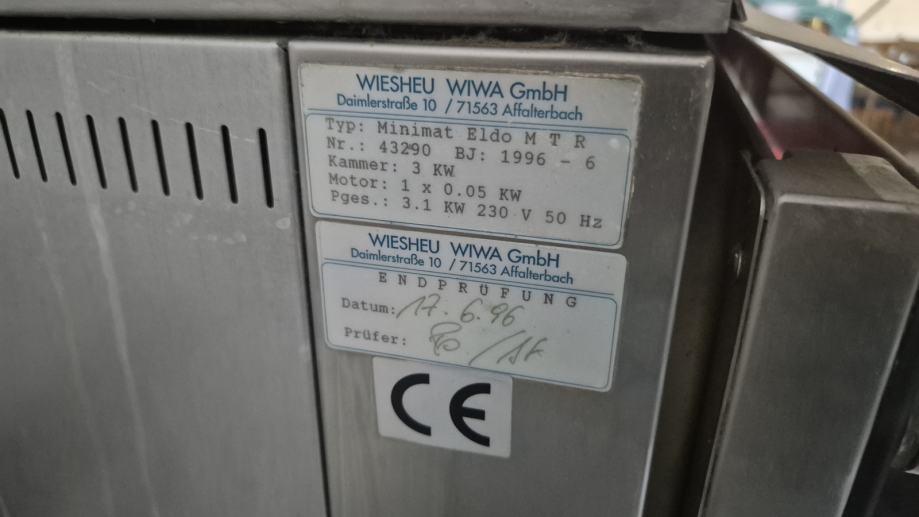 WIESHEU WIWA GmbH
Daimlerstraße 10 / 71563 Affalterbach
Typ: Minimat Eldo M T R
Nr.: 43290 BJ: 1996 - 6
Kammer: 3 KW
Motor: 1 x 0.05 KW
Pges.: 3.1 KW 230 V 50 Hz
WIESHEU WIWA GmbH
Daimlerstraße 10 / 71563 Affalterbach
ENDPRÜFUNG
Datum: 17.6.96
Prüfer:
CE